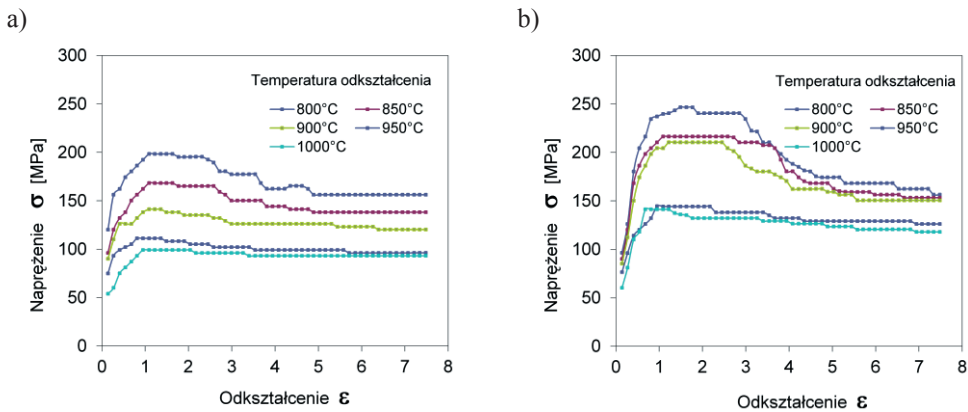 a)
300
250
200
150
100
50
0
Naprężenie σ [MPa]
Temperatura odkształcenia
800°C 850°C
900°C 950°C
1000°C
0 1 2 3 4 5 6 7 8
Odkształcenie ε
b)
300
250
200
150
100
50
0
Naprężenie σ [MPa]
Temperatura odkształcenia
800°C 850°C
900°C 950°C
1000°C
0 1 2 3 4 5 6 7 8
Odkształcenie ε